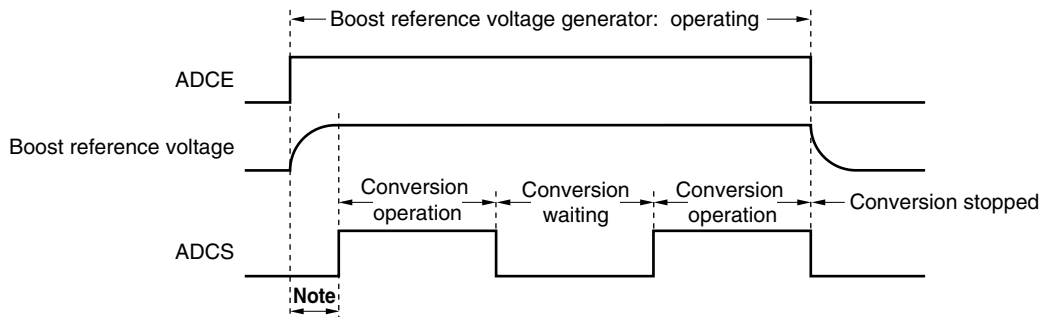 Boost reference voltage generator: operating
ADCE
Boost reference voltage
Conversion
operation
Conversion
waiting
Conversion
operation
Conversion stopped
ADCS
Note